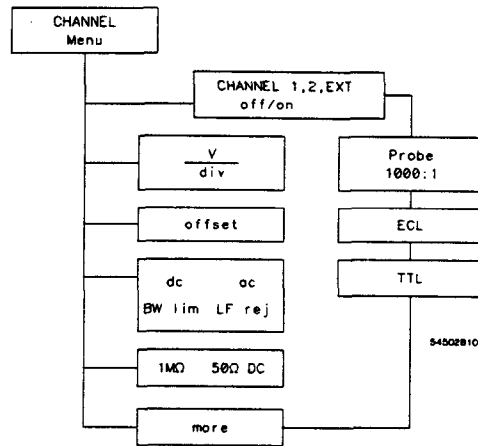 CHANNEL
Menu
CHANNEL 1,2,EXT
off/on
V
div
Probe
1000:1
offset
ECL
dc ac
BW lim LF rej
TTL
54502B10
1MΩ 50Ω DC
more